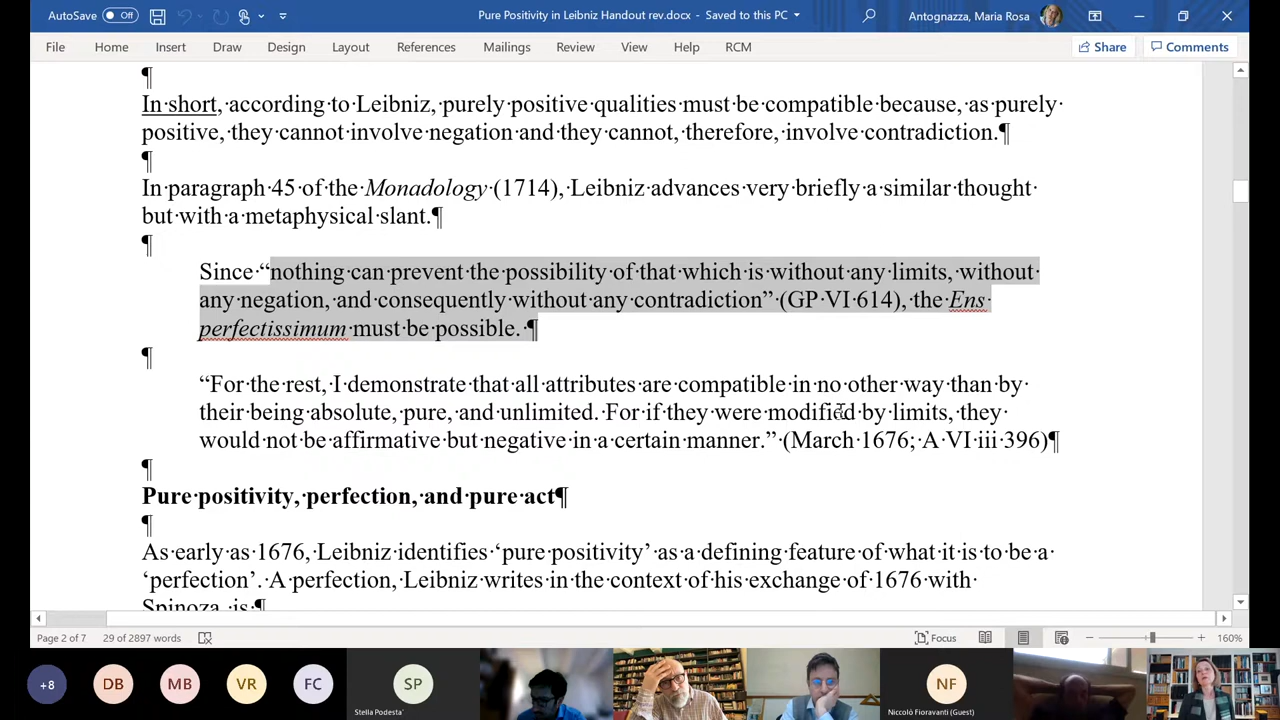 AutoSave Off Pure Positivity in Leibniz Handout rev.docx - Saved to this PC Antognazza, Maria Rosa
File Home Insert Draw Design Layout References Mailings Review View Help RCM Share Comments
¶
In·short,·according·to·Leibniz,·purely·positive·qualities·must·be·compatible·because,·as·purely·
positive,·they·cannot·involve·negation·and·they·cannot,·therefore,·involve·contradiction.¶
¶
In·paragraph·45·of·the·Monadology·(1714),·Leibniz·advances·very·briefly·a·similar·thought·
but·with·a·metaphysical·slant.¶
¶
Since·“nothing·can·prevent·the·possibility·of·that·which·is·without·any·limits,·without·
any·negation,·and·consequently·without·any·contradiction”·(GP·VI·614),·the·Ens·
perfectissimum·must·be·possible.··¶
¶
“For·the·rest,·I·demonstrate·that·all·attributes·are·compatible·in·no·other·way·than·by·
their·being·absolute,·pure,·and·unlimited.··For·if·they·were·modified·by·limits,·they·
would·not·be·affirmative·but·negative·in·a·certain·manner.”·(March·1676;·A·VI·iii·396)¶
¶
Pure·positivity,·perfection,·and·pure·act¶
¶
As·early·as·1676,·Leibniz·identifies·‘pure·positivity’·as·a·defining·feature·of·what·it·is·to·be·a·
‘perfection’.·A·perfection,·Leibniz·writes·in·the·context·of·his·exchange·of·1676·with·
Spinoza,·is:¶
Page 2 of 7 29 of 2897 words Focus 160%
+8 DB MB VR FC SP NF
Stella Podesta' Niccolò Fioravanti (Guest)